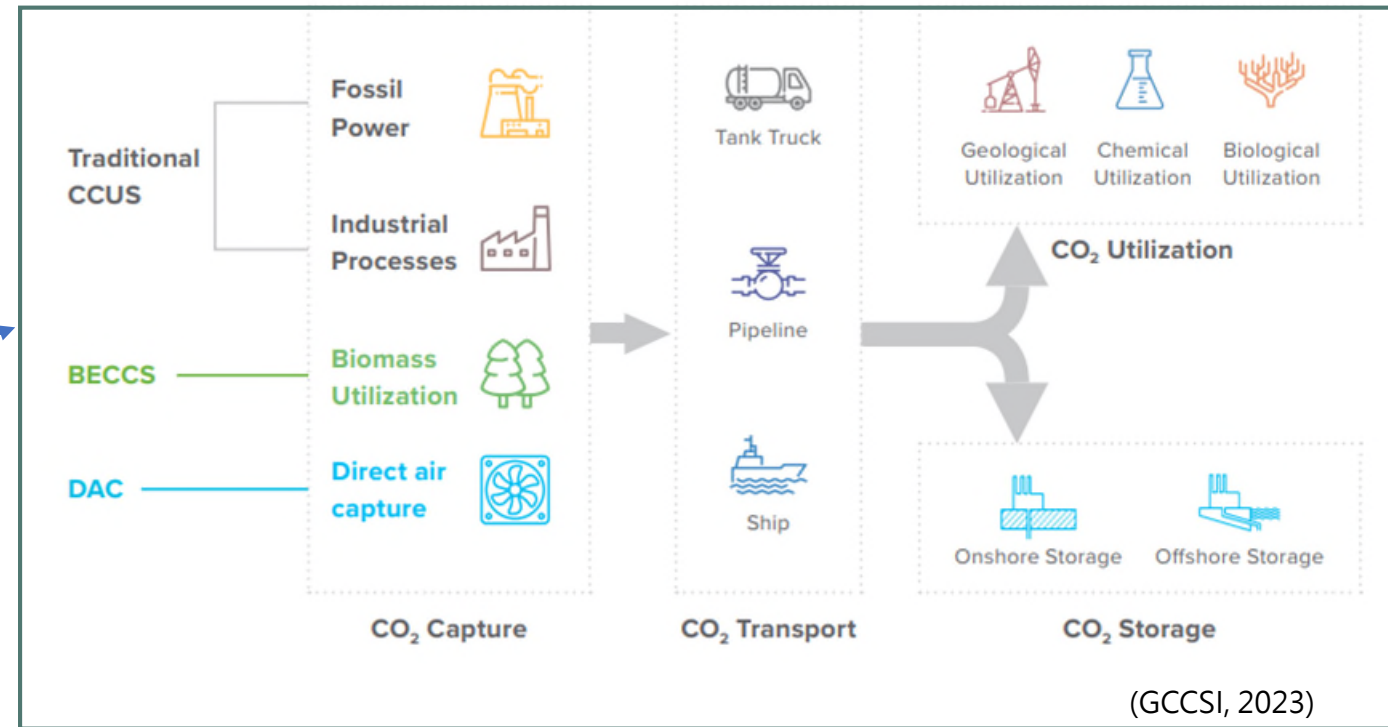 Traditional
CCUS
BECCS
DAC
Fossil
Power
Industrial
Processes
Biomass
Utilization
Direct air
capture
CO₂ Capture
Tank Truck
Pipeline
Ship
CO₂ Transport
Geological
Utilization
Chemical
Utilization
Biological
Utilization
CO₂ Utilization
Onshore Storage
Offshore Storage
CO₂ Storage
(GCCSI, 2023)